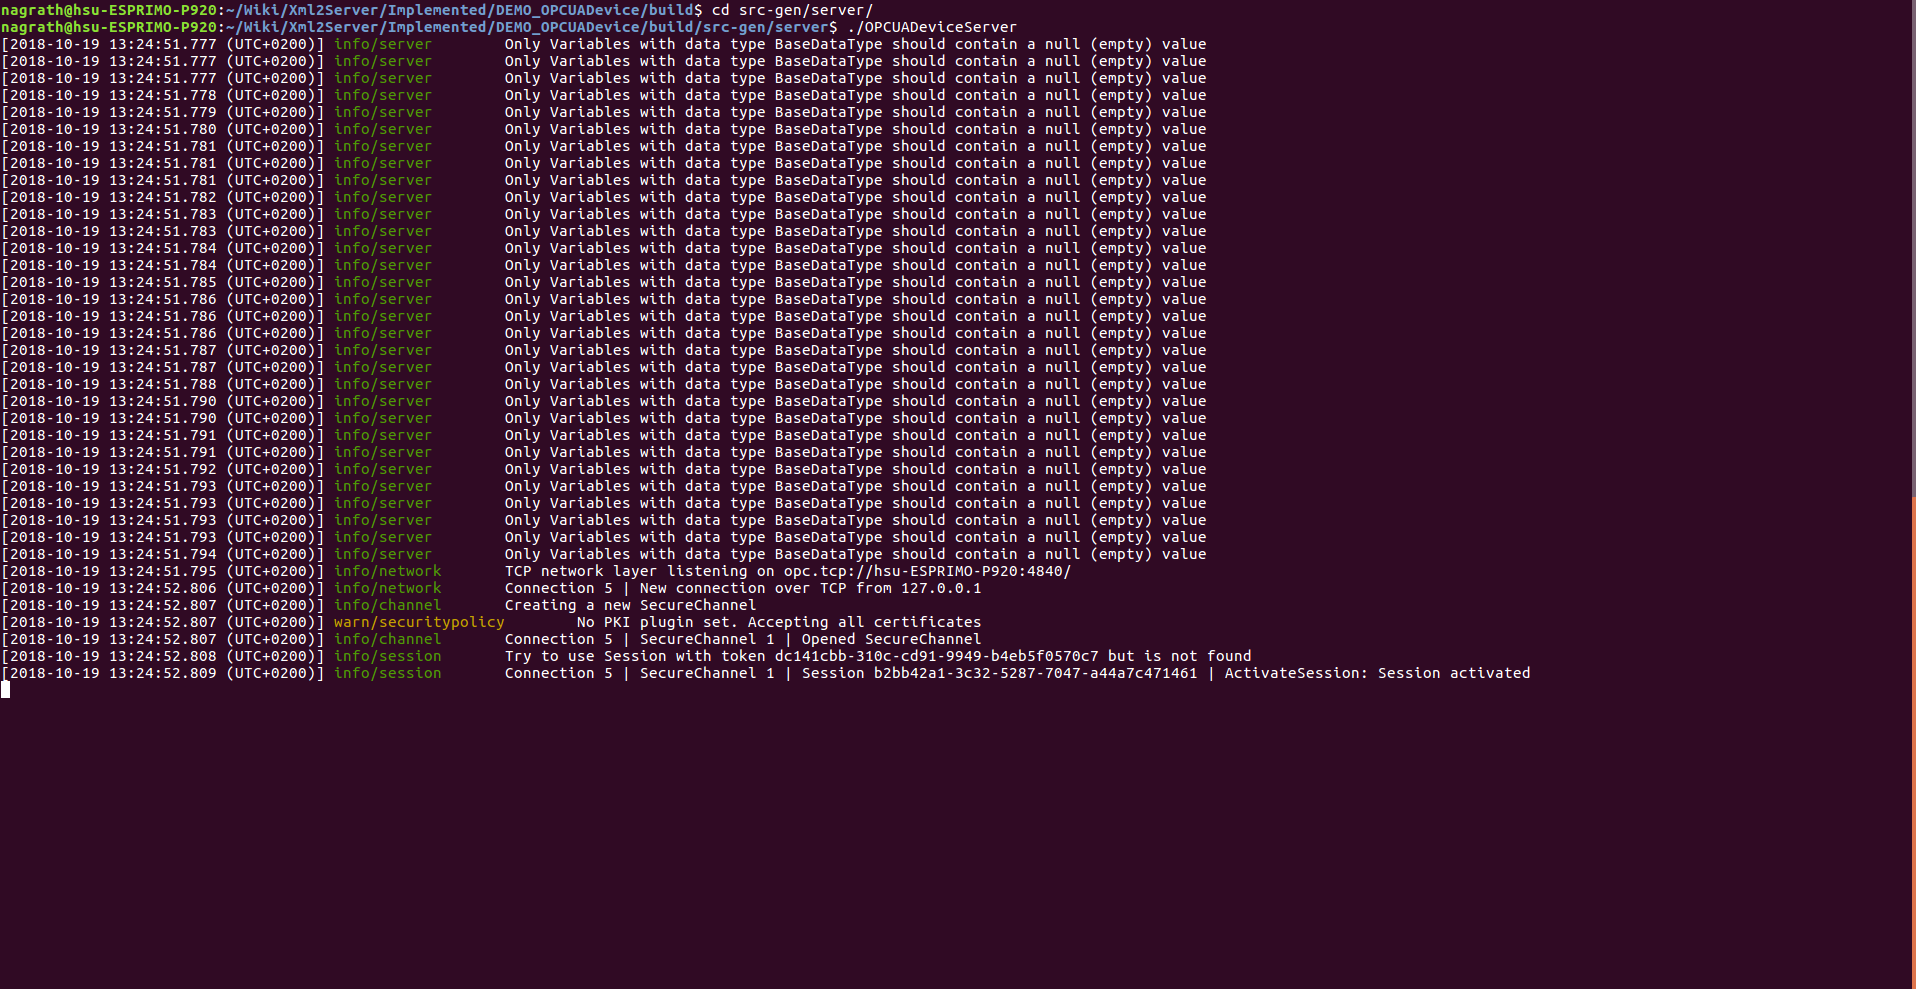 nagrath@hsu-ESPRIMO-P920:~/Wiki/Xml2Server/Implemented/DEMO_OPCUADevice/build$ cd src-gen/server/
nagrath@hsu-ESPRIMO-P920:~/Wiki/Xml2Server/Implemented/DEMO_OPCUADevice/build/src-gen/server$ ./OPCUADeviceServer
[2018-10-19 13:24:51.777 (UTC+0200)] info/server	Only Variables with data type BaseDataType should contain a null (empty) value
[2018-10-19 13:24:51.777 (UTC+0200)] info/server	Only Variables with data type BaseDataType should contain a null (empty) value
[2018-10-19 13:24:51.777 (UTC+0200)] info/server	Only Variables with data type BaseDataType should contain a null (empty) value
[2018-10-19 13:24:51.778 (UTC+0200)] info/server	Only Variables with data type BaseDataType should contain a null (empty) value
[2018-10-19 13:24:51.779 (UTC+0200)] info/server	Only Variables with data type BaseDataType should contain a null (empty) value
[2018-10-19 13:24:51.780 (UTC+0200)] info/server	Only Variables with data type BaseDataType should contain a null (empty) value
[2018-10-19 13:24:51.781 (UTC+0200)] info/server	Only Variables with data type BaseDataType should contain a null (empty) value
[2018-10-19 13:24:51.781 (UTC+0200)] info/server	Only Variables with data type BaseDataType should contain a null (empty) value
[2018-10-19 13:24:51.781 (UTC+0200)] info/server	Only Variables with data type BaseDataType should contain a null (empty) value
[2018-10-19 13:24:51.782 (UTC+0200)] info/server	Only Variables with data type BaseDataType should contain a null (empty) value
[2018-10-19 13:24:51.783 (UTC+0200)] info/server	Only Variables with data type BaseDataType should contain a null (empty) value
[2018-10-19 13:24:51.783 (UTC+0200)] info/server	Only Variables with data type BaseDataType should contain a null (empty) value
[2018-10-19 13:24:51.784 (UTC+0200)] info/server	Only Variables with data type BaseDataType should contain a null (empty) value
[2018-10-19 13:24:51.784 (UTC+0200)] info/server	Only Variables with data type BaseDataType should contain a null (empty) value
[2018-10-19 13:24:51.785 (UTC+0200)] info/server	Only Variables with data type BaseDataType should contain a null (empty) value
[2018-10-19 13:24:51.786 (UTC+0200)] info/server	Only Variables with data type BaseDataType should contain a null (empty) value
[2018-10-19 13:24:51.786 (UTC+0200)] info/server	Only Variables with data type BaseDataType should contain a null (empty) value
[2018-10-19 13:24:51.786 (UTC+0200)] info/server	Only Variables with data type BaseDataType should contain a null (empty) value
[2018-10-19 13:24:51.787 (UTC+0200)] info/server	Only Variables with data type BaseDataType should contain a null (empty) value
[2018-10-19 13:24:51.787 (UTC+0200)] info/server	Only Variables with data type BaseDataType should contain a null (empty) value
[2018-10-19 13:24:51.788 (UTC+0200)] info/server	Only Variables with data type BaseDataType should contain a null (empty) value
[2018-10-19 13:24:51.790 (UTC+0200)] info/server	Only Variables with data type BaseDataType should contain a null (empty) value
[2018-10-19 13:24:51.790 (UTC+0200)] info/server	Only Variables with data type BaseDataType should contain a null (empty) value
[2018-10-19 13:24:51.791 (UTC+0200)] info/server	Only Variables with data type BaseDataType should contain a null (empty) value
[2018-10-19 13:24:51.791 (UTC+0200)] info/server	Only Variables with data type BaseDataType should contain a null (empty) value
[2018-10-19 13:24:51.792 (UTC+0200)] info/server	Only Variables with data type BaseDataType should contain a null (empty) value
[2018-10-19 13:24:51.793 (UTC+0200)] info/server	Only Variables with data type BaseDataType should contain a null (empty) value
[2018-10-19 13:24:51.793 (UTC+0200)] info/server	Only Variables with data type BaseDataType should contain a null (empty) value
[2018-10-19 13:24:51.793 (UTC+0200)] info/server	Only Variables with data type BaseDataType should contain a null (empty) value
[2018-10-19 13:24:51.793 (UTC+0200)] info/server	Only Variables with data type BaseDataType should contain a null (empty) value
[2018-10-19 13:24:51.794 (UTC+0200)] info/server	Only Variables with data type BaseDataType should contain a null (empty) value
[2018-10-19 13:24:51.795 (UTC+0200)] info/network	TCP network layer listening on opc.tcp://hsu-ESPRIMO-P920:4840/
[2018-10-19 13:24:52.806 (UTC+0200)] info/network	Connection 5 | New connection over TCP from 127.0.0.1
[2018-10-19 13:24:52.807 (UTC+0200)] info/channel	Creating a new SecureChannel
[2018-10-19 13:24:52.807 (UTC+0200)] warn/securitypolicy	No PKI plugin set. Accepting all certificates
[2018-10-19 13:24:52.807 (UTC+0200)] info/channel	Connection 5 | SecureChannel 1 | Opened SecureChannel
[2018-10-19 13:24:52.808 (UTC+0200)] info/session	Try to use Session with token dc141cbb-310c-cd91-9949-b4eb5f0570c7 but is not found
[2018-10-19 13:24:52.809 (UTC+0200)] info/session	Connection 5 | SecureChannel 1 | Session b2bb42a1-3c32-5287-7047-a44a7c471461 | ActivateSession: Session activated